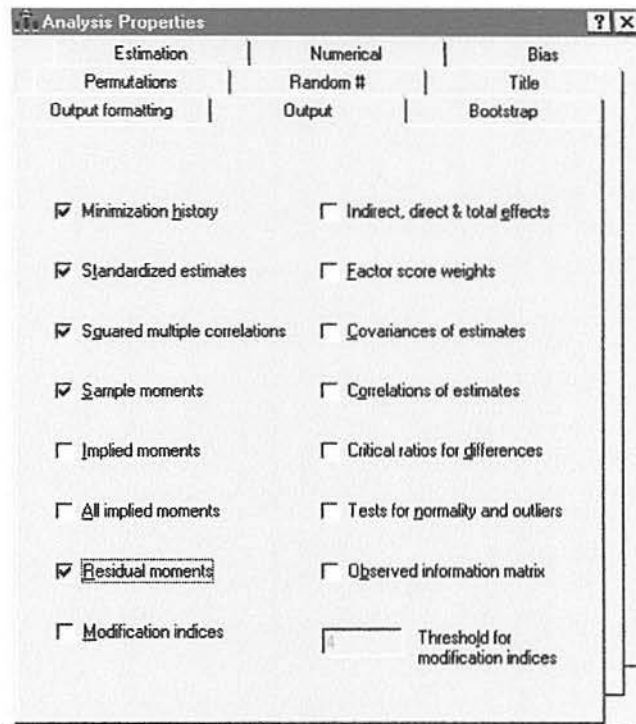 Analysis Properties
Estimation Numerical Bias
Permutations Random # Title
Output formatting Output Bootstrap
Minimization history
Indirect, direct & total effects
Standardized estimates
Factor score weights
Squared multiple correlations
Covariances of estimates
Sample moments
Correlations of estimates
Implied moments
Critical ratios for differences
All implied moments
Tests for normality and outliers
Residual moments
Observed information matrix
Modification indices
4
Threshold for
modification indices